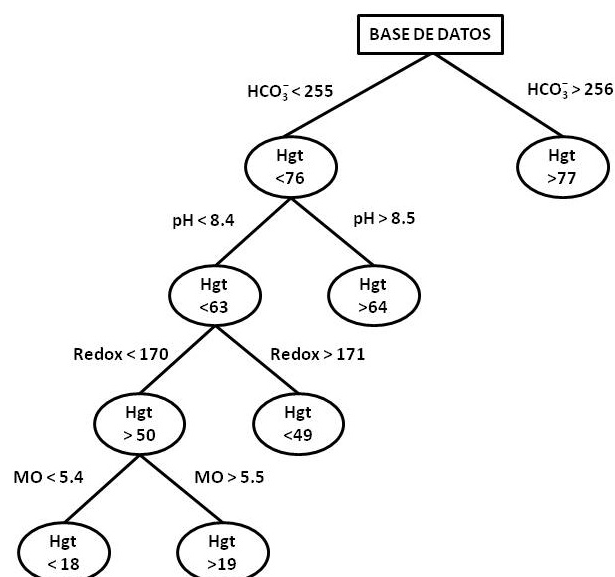 BASE DE DATOS
HCO₃⁻ < 255
HCO₃⁻ > 256
Hgt
<76
Hgt
>77
pH < 8.4
pH > 8.5
Hgt
<63
Hgt
>64
Redox < 170
Redox > 171
Hgt
> 50
Hgt
<49
MO < 5.4
MO > 5.5
Hgt
< 18
Hgt
>19